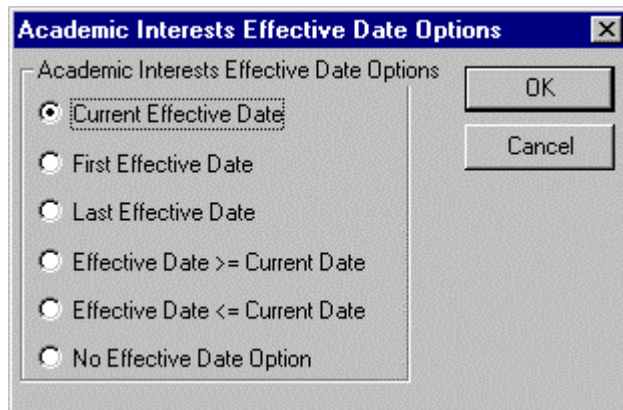 Academic Interests Effective Date Options
Academic Interests Effective Date Options
Current Effective Date
First Effective Date
Last Effective Date
Effective Date >= Current Date
Effective Date <= Current Date
No Effective Date Option
OK
Cancel